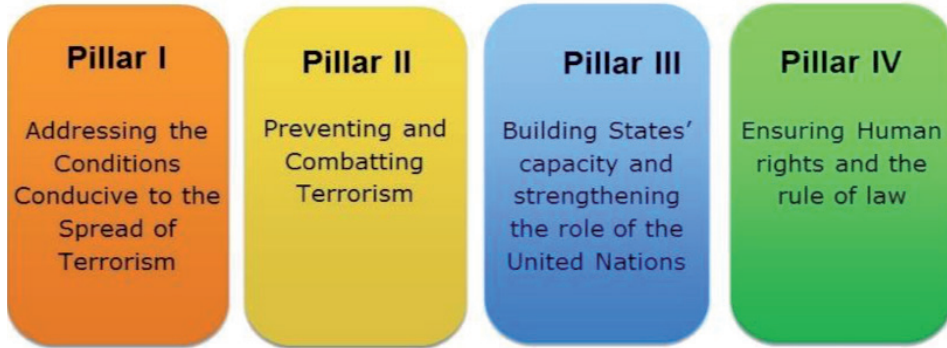 Pillar I
Addressing the
Conditions
Conducive to the
Spread of
Terrorism
Pillar II
Preventing and
Combatting
Terrorism
Pillar III
Building States’
capacity and
strengthening
the role of the
United Nations
Pillar IV
Ensuring Human
rights and the
rule of law